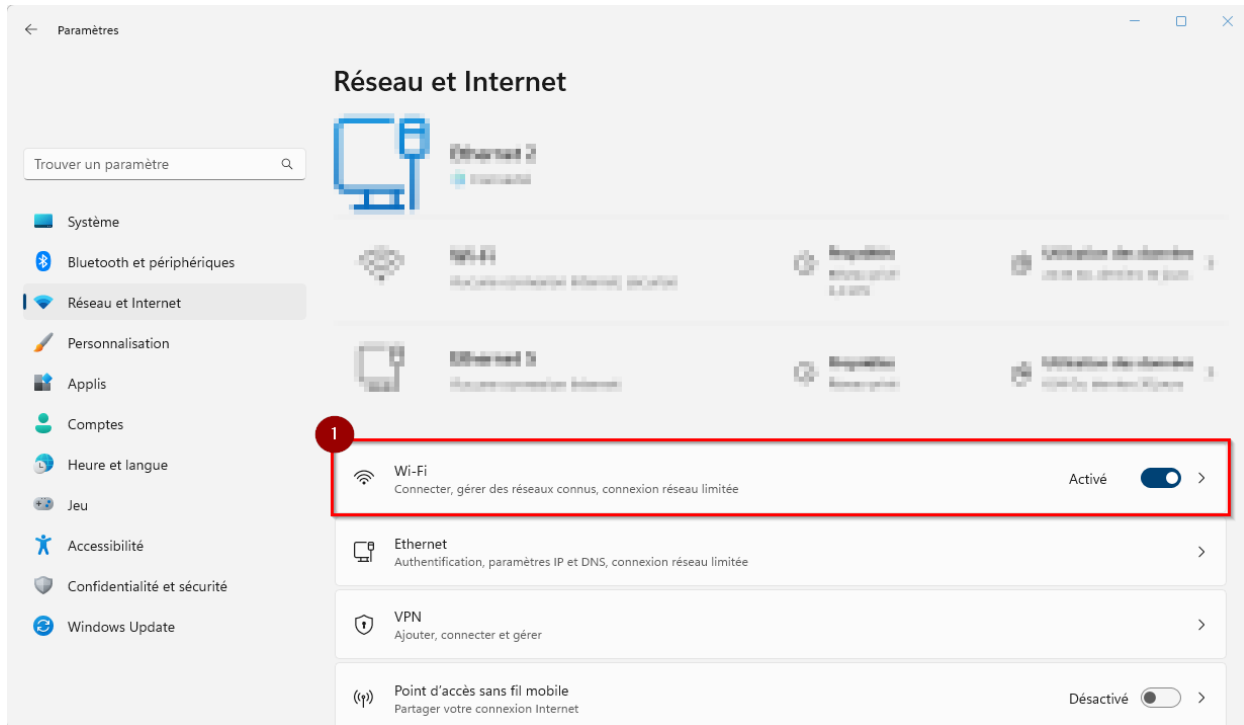 Paramètres
Réseau et Internet
Trouver un paramètre
Ethernet 2
Système
Bluetooth et périphériques
Réseau et Internet
Personnalisation
Applis
Comptes
Heure et langue
Jeu
Accessibilité
Confidentialité et sécurité
Windows Update
1
Wi-Fi
Connecter, gérer des réseaux connus, connexion réseau limitée
Activé
Ethernet
Authentification, paramètres IP et DNS, connexion réseau limitée
VPN
Ajouter, connecter et gérer
Point d'accès sans fil mobile
Partager votre connexion Internet
Désactivé